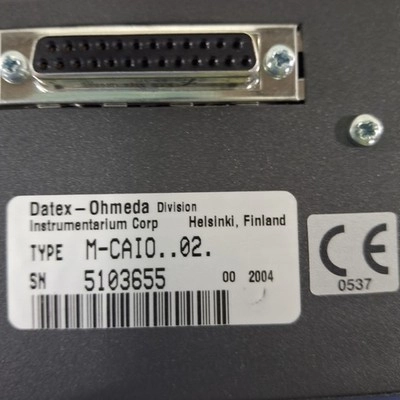 Datex-Ohmeda Division
Instrumentarium Corp Helsinki, Finland
TYPE M-CAIO..02.
SN 5103655 00 2004
CE
0537